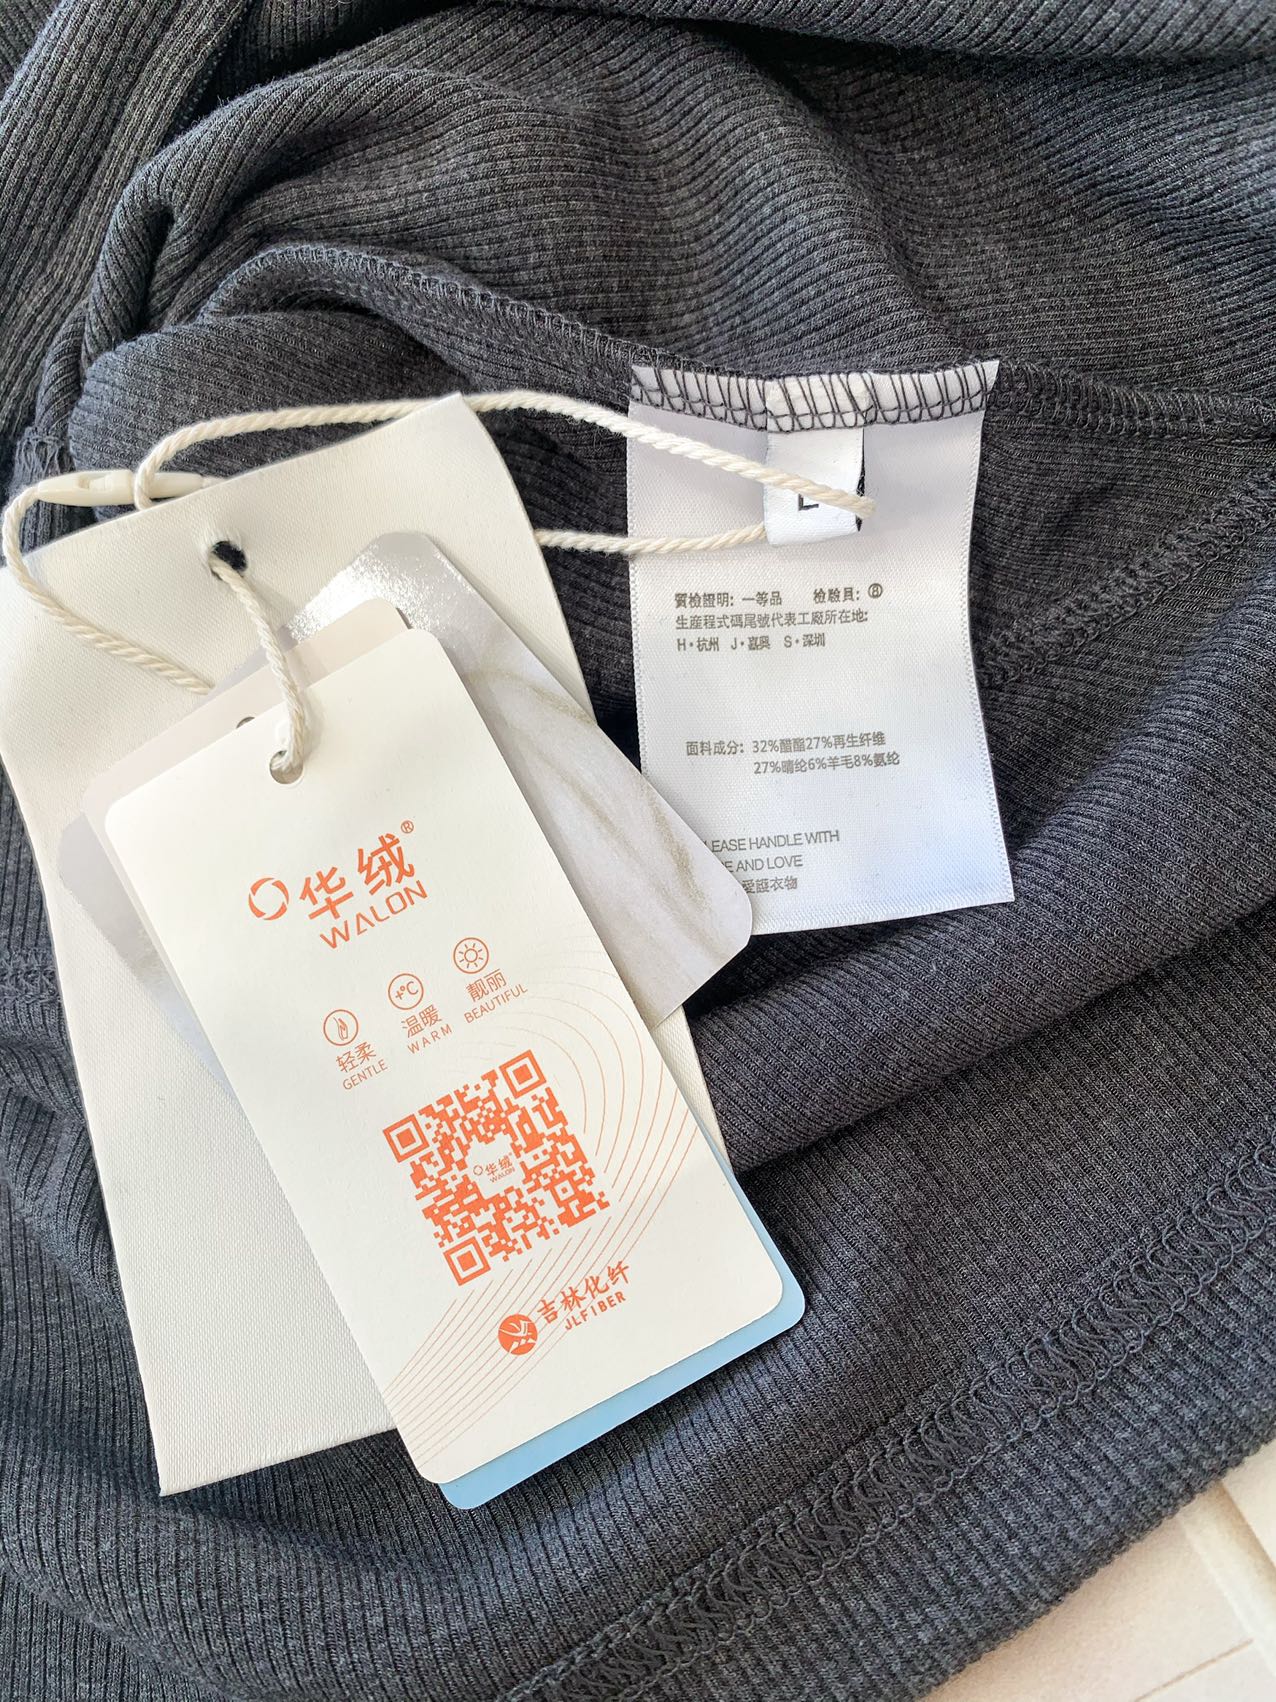 質檢證明: 一等品 檢驗員: ⑧
生産程式碼尾號代表工廠所在地:
H·杭州 J·嘉興 S·深圳
面料成分: 32%醋酯27%再生纤维
27%晴纶6%羊毛8%氨纶
EASE HANDLE WITH
E AND LOVE
愛護衣物
华绒®
WALON
轻柔
GENTLE
温暖
WARM
靓丽
BEAUTIFUL
+°C
华绒®
WALON
吉林化纤
JLFIBER